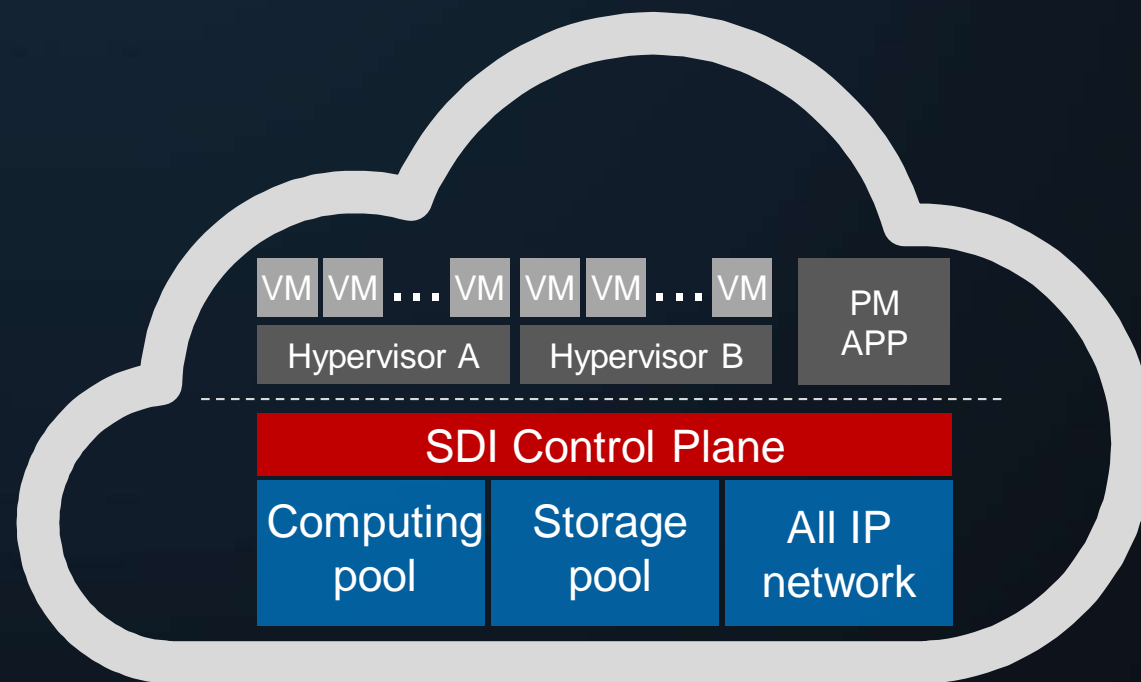 VM VM ... VM VM VM ... VM
PM
APP
Hypervisor A Hypervisor B
SDI Control Plane
Computing
pool
Storage
pool
All IP
network